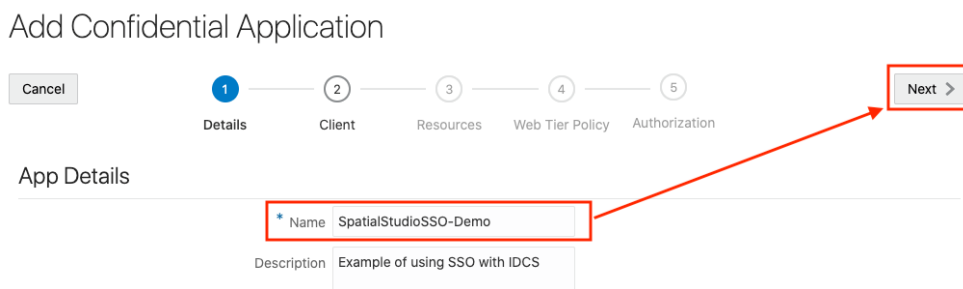 Add Confidential Application
Cancel 1 2 3 4 5 Next >
Details Client Resources Web Tier Policy Authorization
App Details
* Name SpatialStudioSSO-Demo
Description Example of using SSO with IDCS